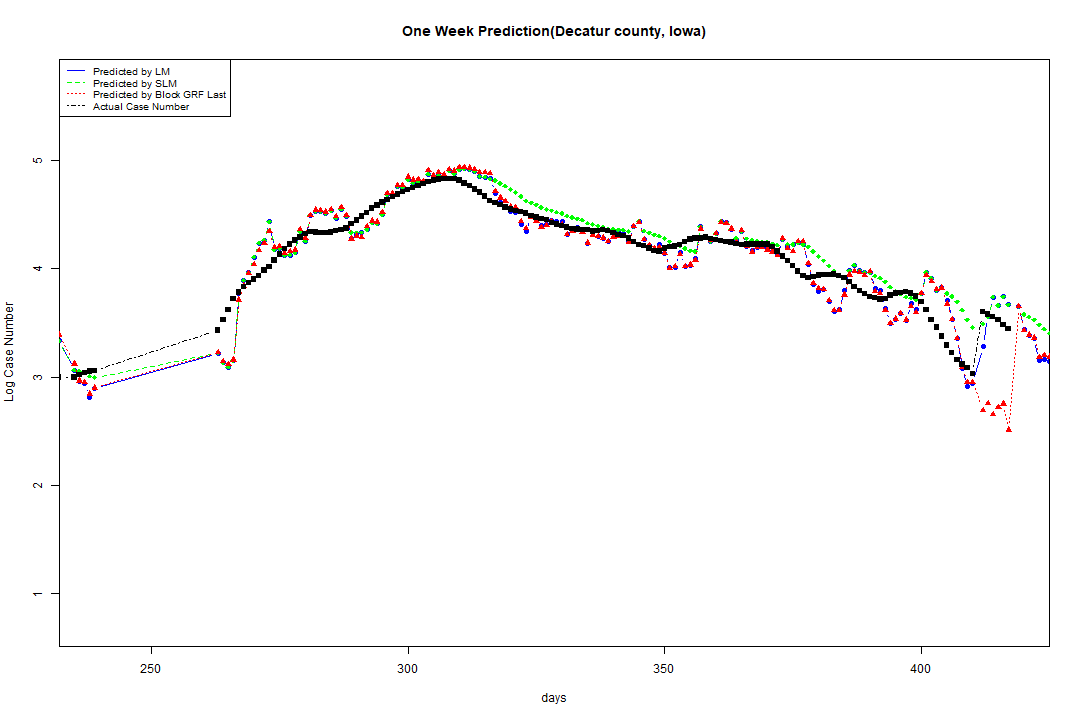 One Week Prediction(Decatur county, Iowa)
Predicted by LM
Predicted by SLM
Predicted by Block GRF Last
Actual Case Number
5
4
3
2
1
Log Case Number
250 300 350 400
days